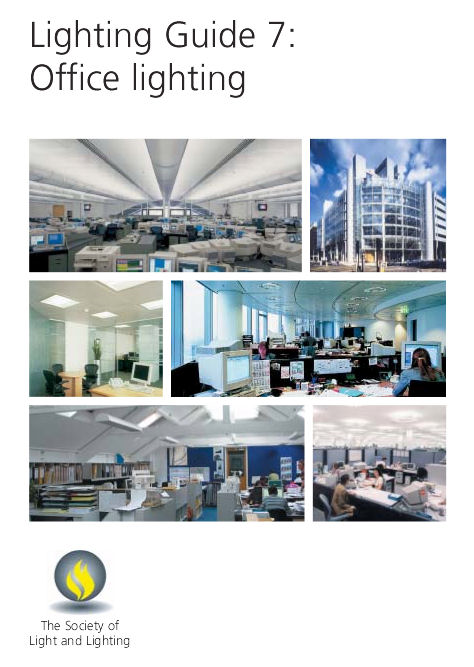 Lighting Guide 7:
Office lighting
The Society of
Light and Lighting